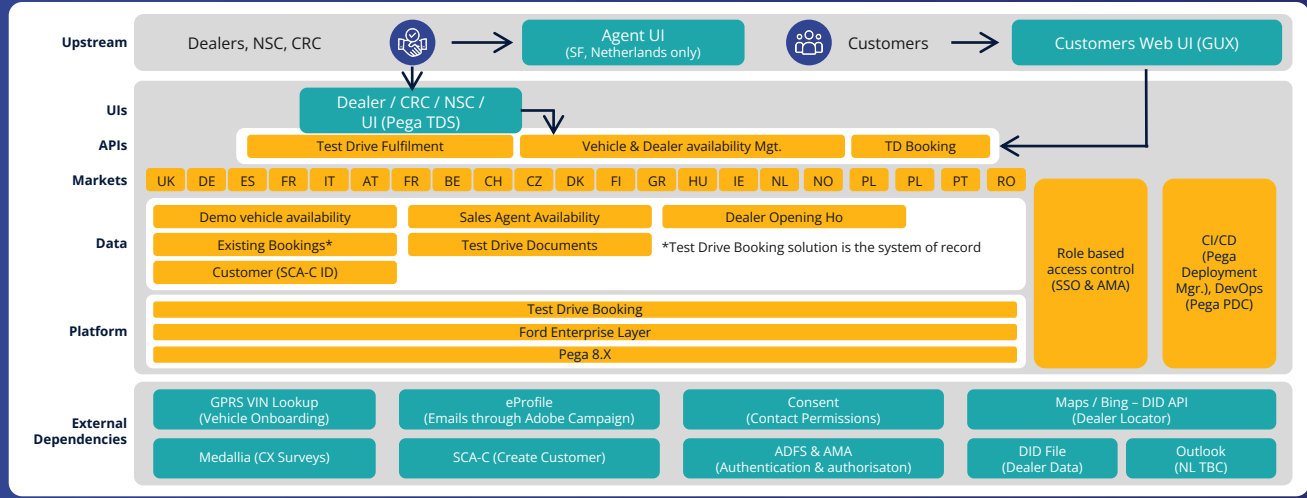 Upstream
Dealers, NSC, CRC
Agent UI
(SF, Netherlands only)
Customers
Customers Web UI (GUX)
UIs
Dealer / CRC / NSC /
UI (Pega TDS)
APIs
Test Drive Fulfilment
Vehicle & Dealer availability Mgt.
TD Booking
Markets
UK DE ES FR IT AT FR BE CH CZ DK FI GR HU IE NL NO PL PL PT RO
Data
Demo vehicle availability
Sales Agent Availability
Dealer Opening Ho
Existing Bookings*
Test Drive Documents
*Test Drive Booking solution is the system of record
Customer (SCA-C ID)
Role based
access control
(SSO & AMA)
CI/CD
(Pega
Deployment
Mgr.), DevOps
(Pega PDC)
Platform
Test Drive Booking
Ford Enterprise Layer
Pega 8.X
External
Dependencies
GPRS VIN Lookup
(Vehicle Onboarding)
eProfile
(Emails through Adobe Campaign)
Consent
(Contact Permissions)
Maps / Bing – DID API
(Dealer Locator)
Medallia (CX Surveys)
SCA-C (Create Customer)
ADFS & AMA
(Authentication & authorisaton)
DID File
(Dealer Data)
Outlook
(NL TBC)